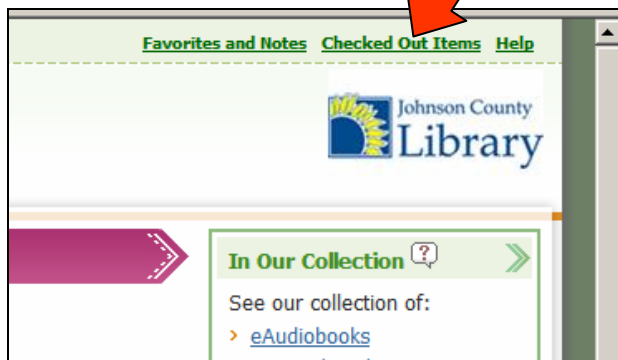 Favorites and Notes Checked Out Items Help
Johnson County
Library
In Our Collection ?
See our collection of:
› eAudiobooks